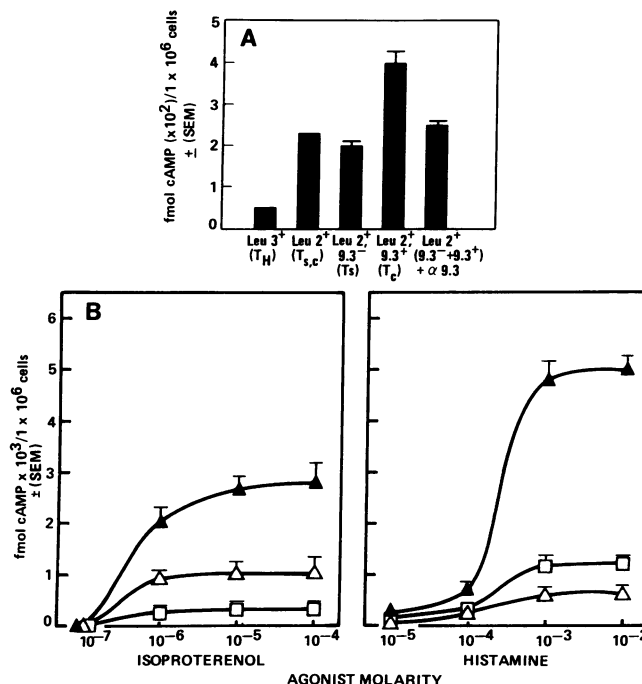 A
fmol cAMP (x10²)/1 x 10⁶ cells
± (SEM)
5
4
3
2
1
0
Leu 3⁺
(T_H)
Leu 2⁺
(T_s,c)
Leu 2,⁺
9.3⁻
(Ts)
Leu 2,⁺
9.3⁺
(T_c)
Leu 2⁺
(9.3⁻+9.3⁺)
+ α 9.3
B
fmol cAMP x 10³/1 x 10⁶ cells
± (SEM)
6
5
4
3
2
1
0
10⁻⁷ 10⁻⁶ 10⁻⁵ 10⁻⁴
ISOPROTERENOL
10⁻⁵ 10⁻⁴ 10⁻³ 10⁻²
HISTAMINE
AGONIST MOLARITY